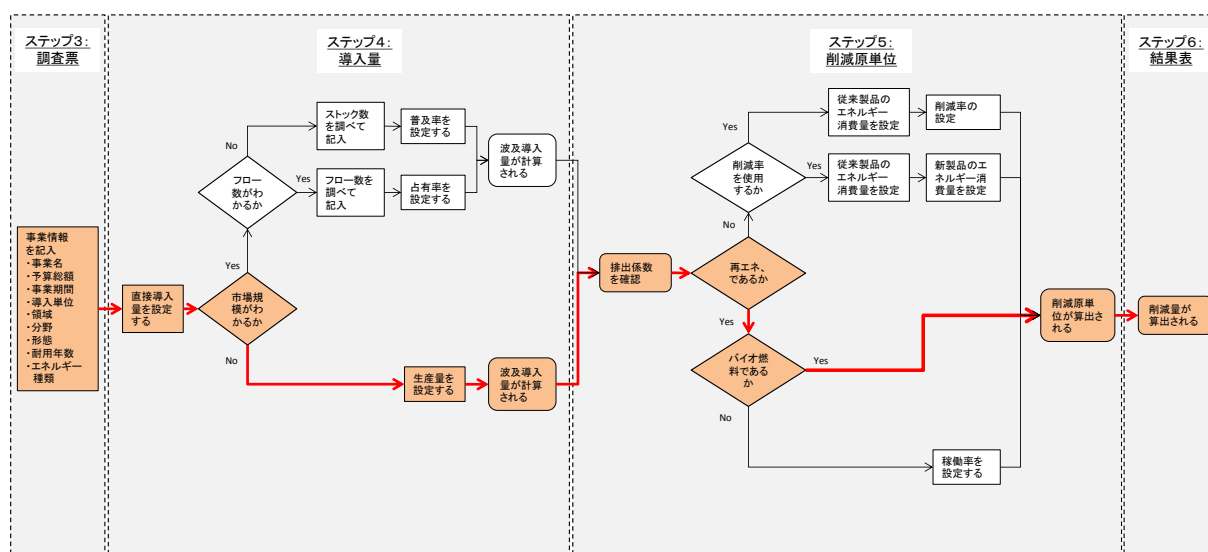 ステップ3:
調査票
事業情報
を記入
・事業名
・予算総額
・事業期間
・導入単位
・領域
・分野
・形態
・耐用年数
・エネルギー
種類
ステップ4:
導入量
直接導入
量を設定
する
市場規
模がわ
かるか
Yes
No
フロー
数がわ
かるか
No
Yes
ストック数
を調べて
記入
普及率を
設定する
フロー数を
調べて
記入
占有率を
設定する
波及導入
量が計算
される
生産量を
設定する
波及導入
量が計算
される
ステップ5:
削減原単位
排出係数
を確認
再エネ、
であるか
No
Yes
削減率
を使用
するか
Yes
Yes
従来製品の
エネルギー
消費量を設定
削減率の
設定
従来製品の
エネルギー
消費量を設定
新製品のエ
ネルギー消
費量を設定
バイオ燃
料である
か
Yes
No
稼働率を
設定する
削減原単
位が算出さ
れる
ステップ6:
結果表
削減量が
算出される